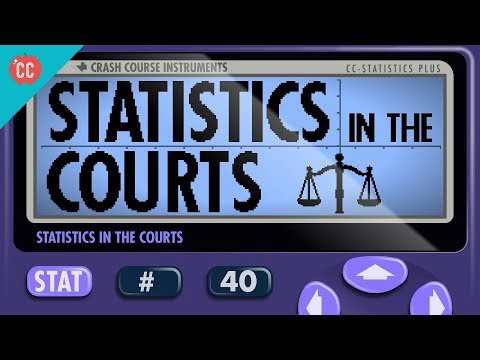 CC
CRASH COURSE INSTRUMENTS
CC-STATISTICS PLUS
STATISTICS IN THE
COURTS
STATISTICS IN THE COURTS
STAT
#
40